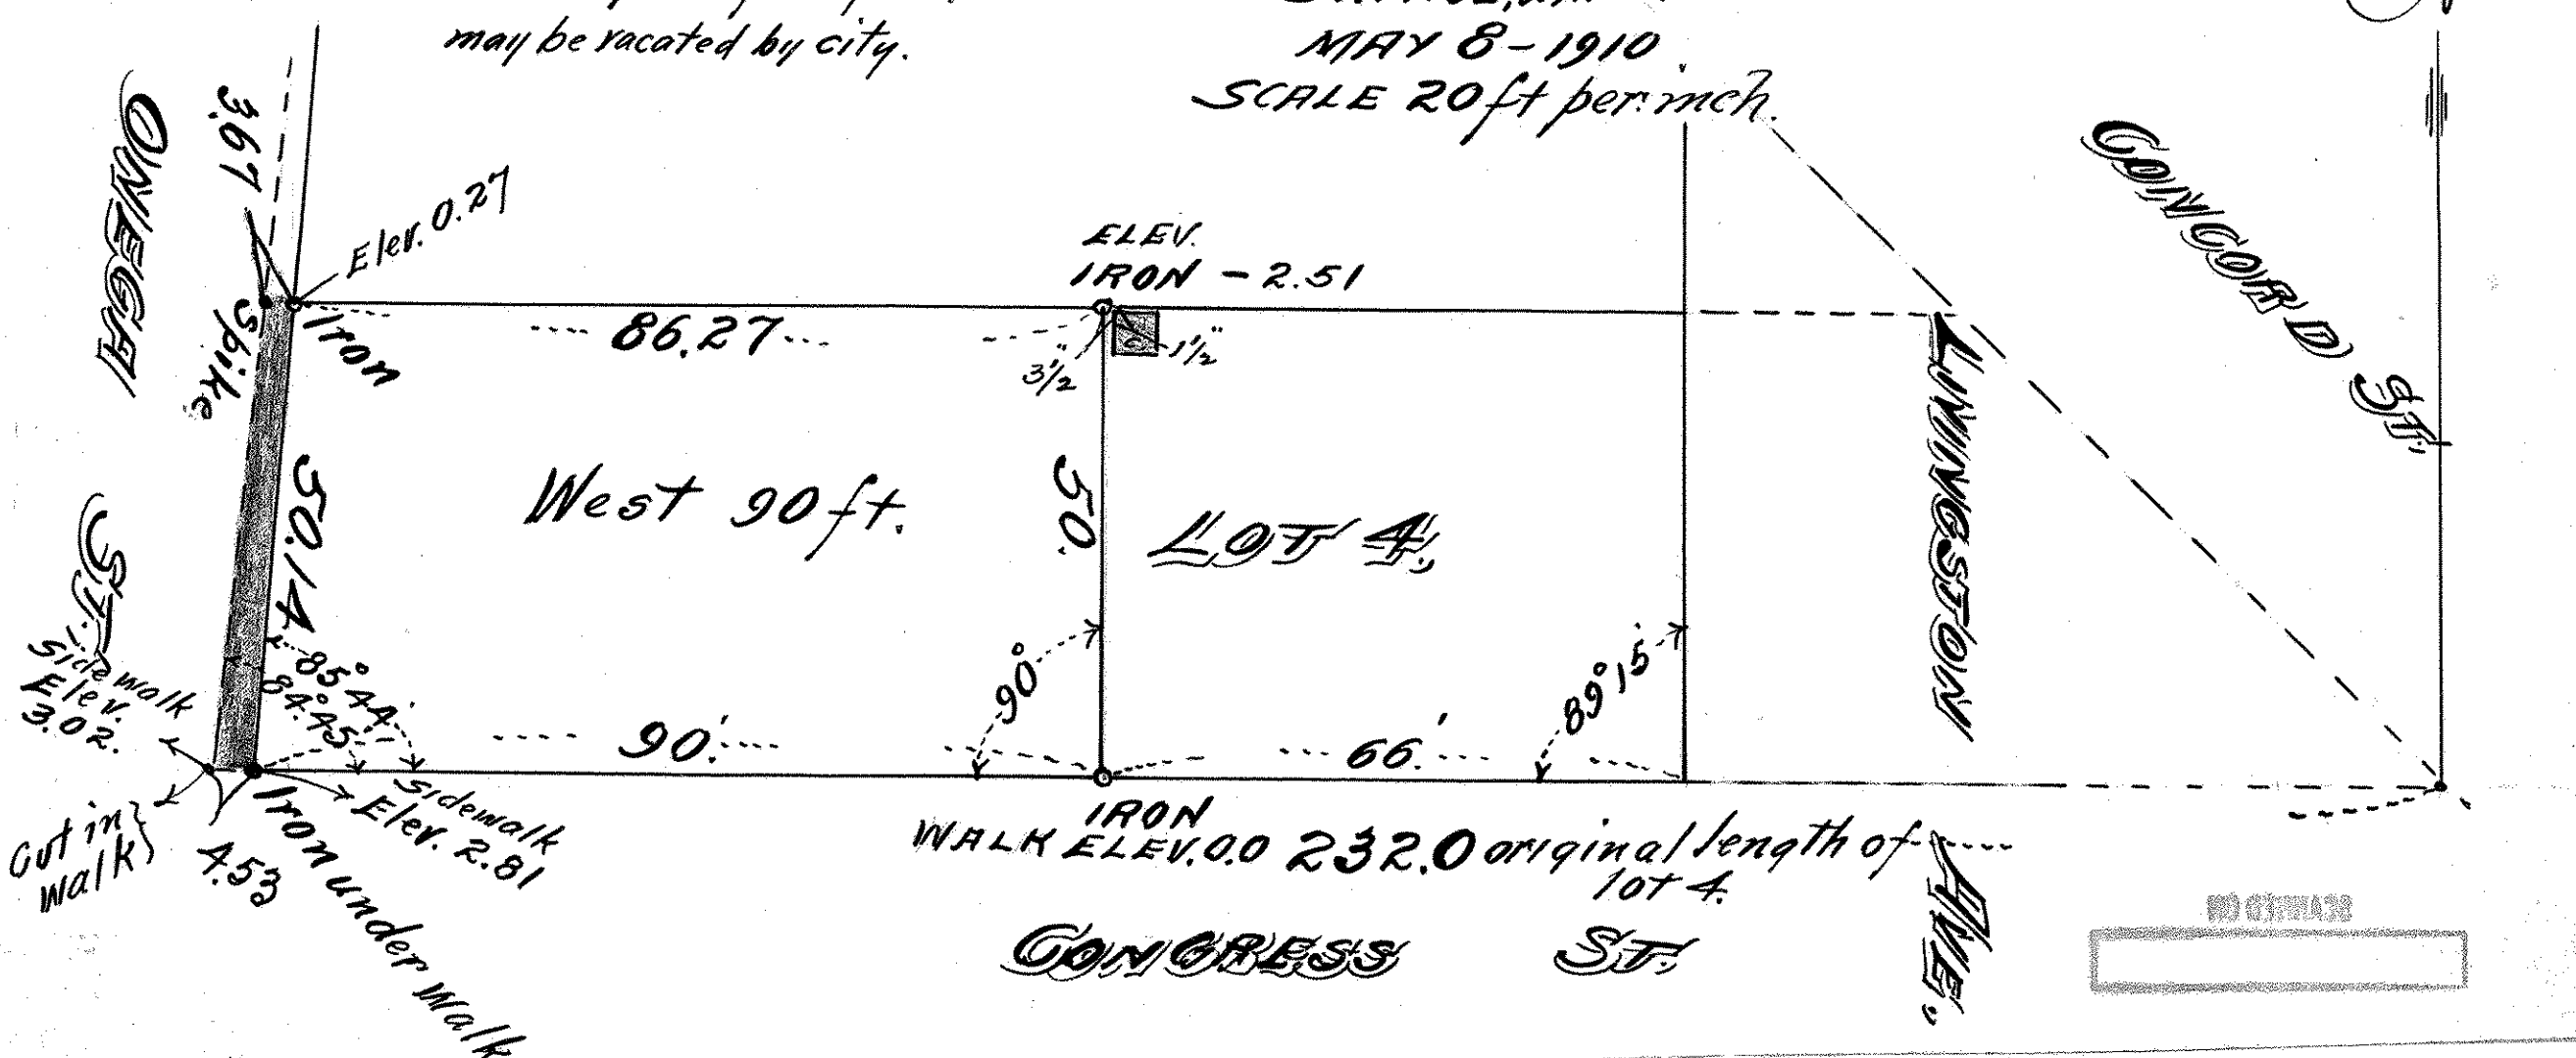 may be vacated by city.
MAY 8-1910
SCALE 20 ft per. inch.
ONEGA
ST.
3.67
Elev. 0.27
Spike
Iron
86.27
ELEV.
IRON - 2.51
3½"
1½"
CONCORD ST.
LIVINGSTON
AVE.
50.14
West 90 ft.
50.
LOT 4.
85°44'
84°45'
90°
89°15'
Sidewalk
Elev.
3.02.
90'.
66.'
Sidewalk
Elev. 2.81
Cut in
walk
4.53
Iron under walk
IRON
WALK ELEV. 0.0
232.0 original length of
lot 4.
CONGRESS ST.
SCANNED ON